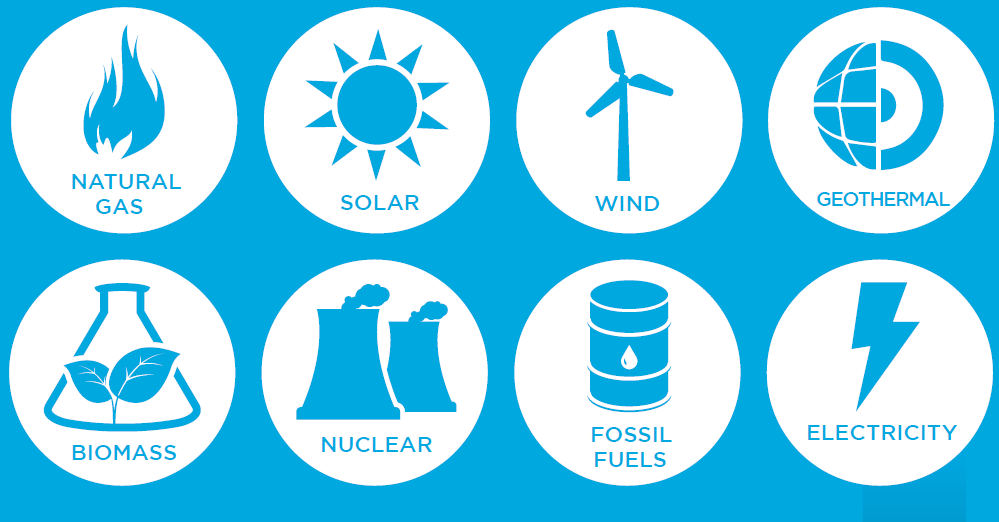 NATURAL
GAS
SOLAR
WIND
GEOTHERMAL
BIOMASS
NUCLEAR
FOSSIL
FUELS
ELECTRICITY